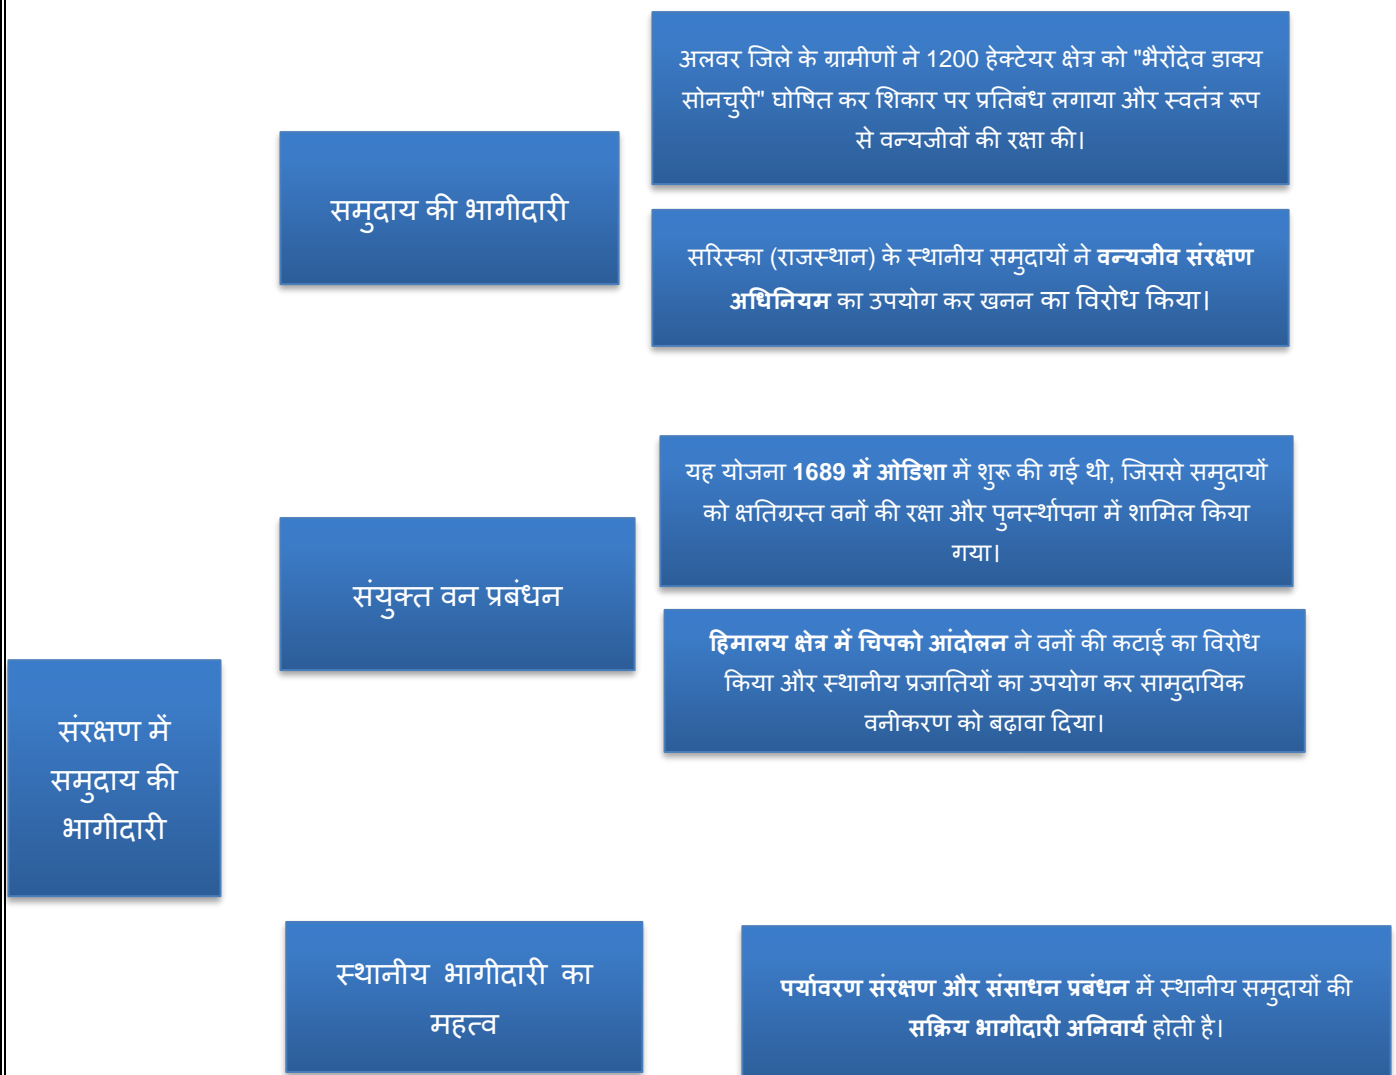 अलवर जिले के ग्रामीणों ने 1200 हेक्टेयर क्षेत्र को "भैरोंदेव डाक्य
सोनचुरी" घोषित कर शिकार पर प्रतिबंध लगाया और स्वतंत्र रूप
से वन्यजीवों की रक्षा की।
समुदाय की भागीदारी
सरिस्का (राजस्थान) के स्थानीय समुदायों ने वन्यजीव संरक्षण
अधिनियम का उपयोग कर खनन का विरोध किया।
यह योजना 1689 में ओडिशा में शुरू की गई थी, जिससे समुदायों
को क्षतिग्रस्त वनों की रक्षा और पुनर्स्थापना में शामिल किया
गया।
संयुक्त वन प्रबंधन
हिमालय क्षेत्र में चिपको आंदोलन ने वनों की कटाई का विरोध
किया और स्थानीय प्रजातियों का उपयोग कर सामुदायिक
वनीकरण को बढ़ावा दिया।
संरक्षण में
समुदाय की
भागीदारी
स्थानीय भागीदारी का
महत्व
पर्यावरण संरक्षण और संसाधन प्रबंधन में स्थानीय समुदायों की
सक्रिय भागीदारी अनिवार्य होती है।